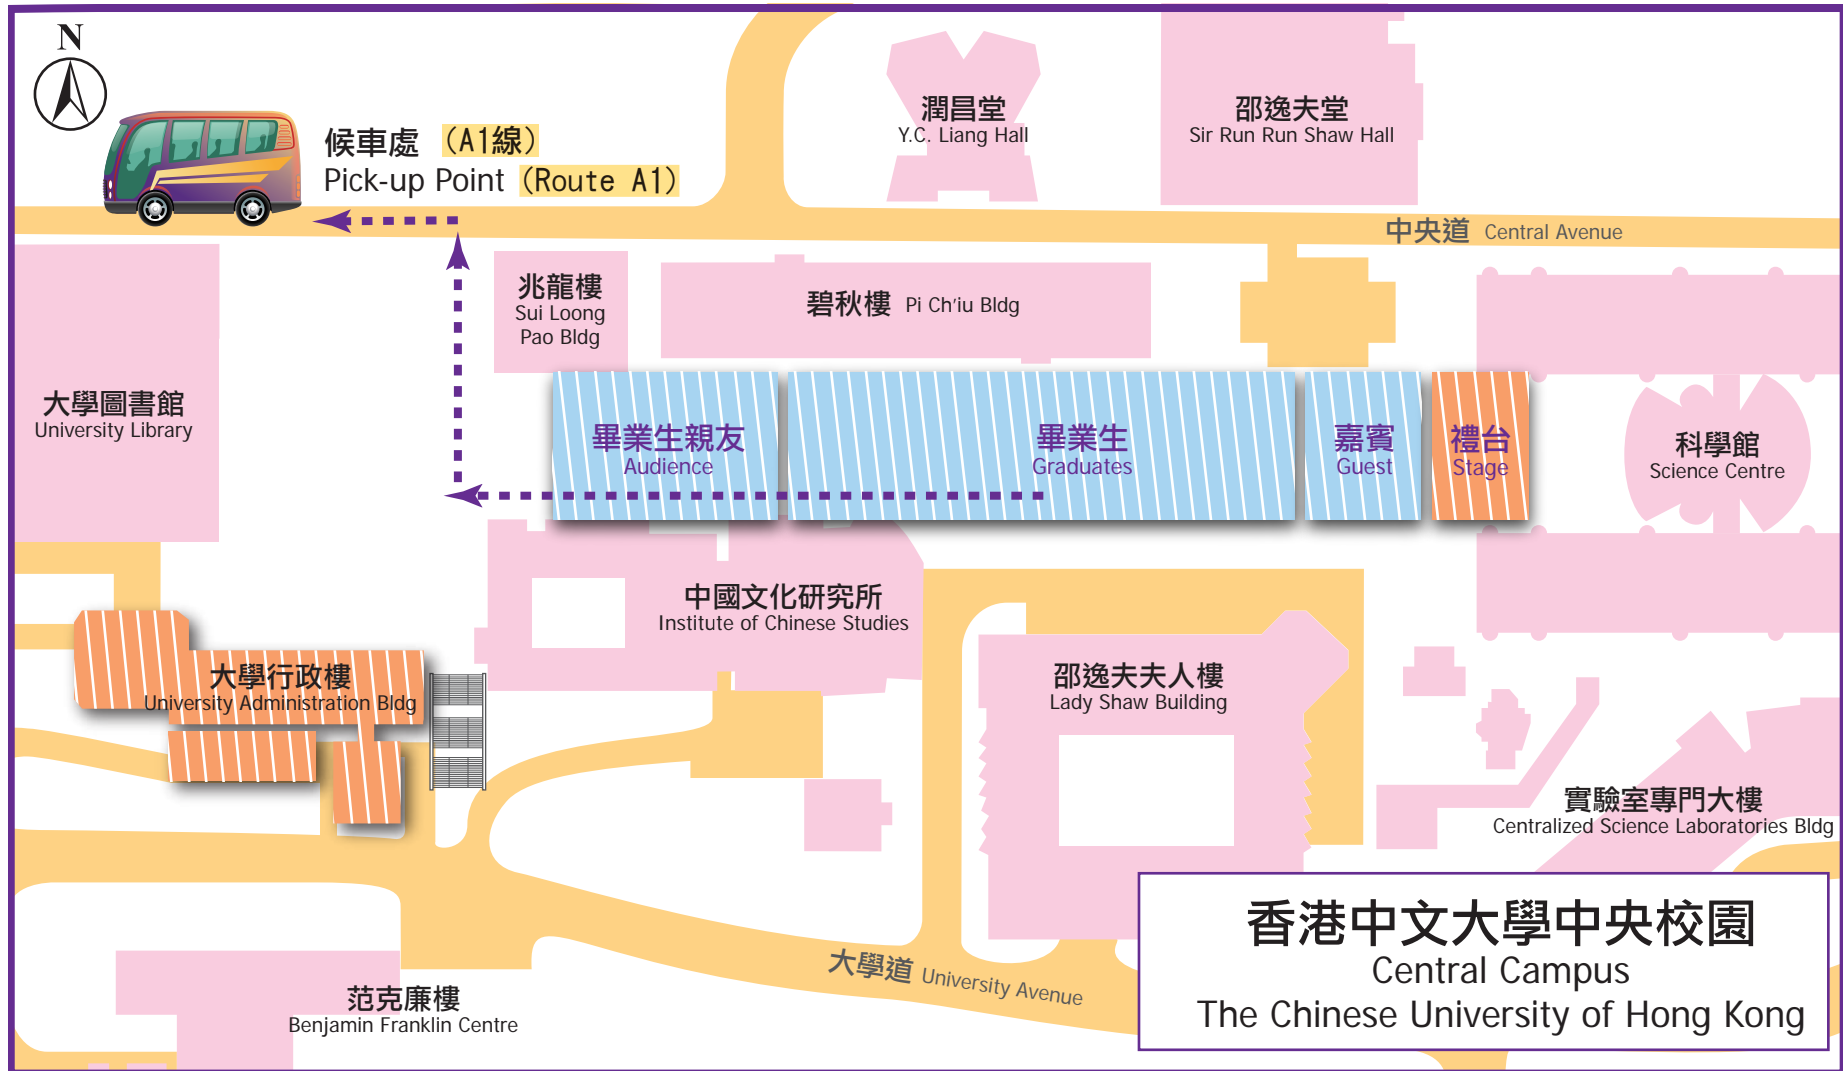 N
候車處 (A1線)
Pick-up Point (Route A1)
潤昌堂
Y.C. Liang Hall
邵逸夫堂
Sir Run Run Shaw Hall
中央道 Central Avenue
兆龍樓
Sui Loong
Pao Bldg
碧秋樓 Pi Ch'iu Bldg
大學圖書館
University Library
畢業生親友
Audience
畢業生
Graduates
嘉賓
Guest
禮台
Stage
科學館
Science Centre
中國文化研究所
Institute of Chinese Studies
大學行政樓
University Administration Bldg
邵逸夫夫人樓
Lady Shaw Building
實驗室專門大樓
Centralized Science Laboratories Bldg
大學道 University Avenue
范克廉樓
Benjamin Franklin Centre
香港中文大學中央校園
Central Campus
The Chinese University of Hong Kong